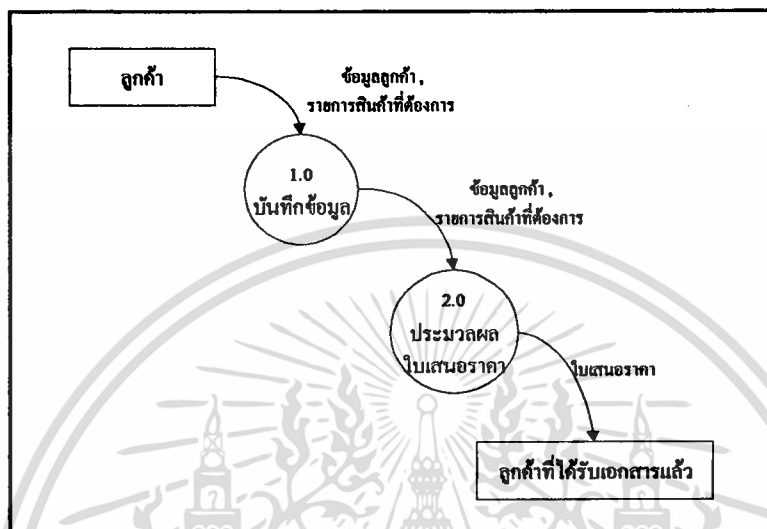 ลูกค้า
ข้อมูลลูกค้า ,
รายการสินค้าที่ต้องการ
1.0
บันทึกข้อมูล
ข้อมูลลูกค้า ,
รายการสินค้าที่ต้องการ
2.0
ประมวลผล
ใบเสนอราคา
ใบเสนอราคา
ลูกค้าที่ได้รับเอกสารแล้ว